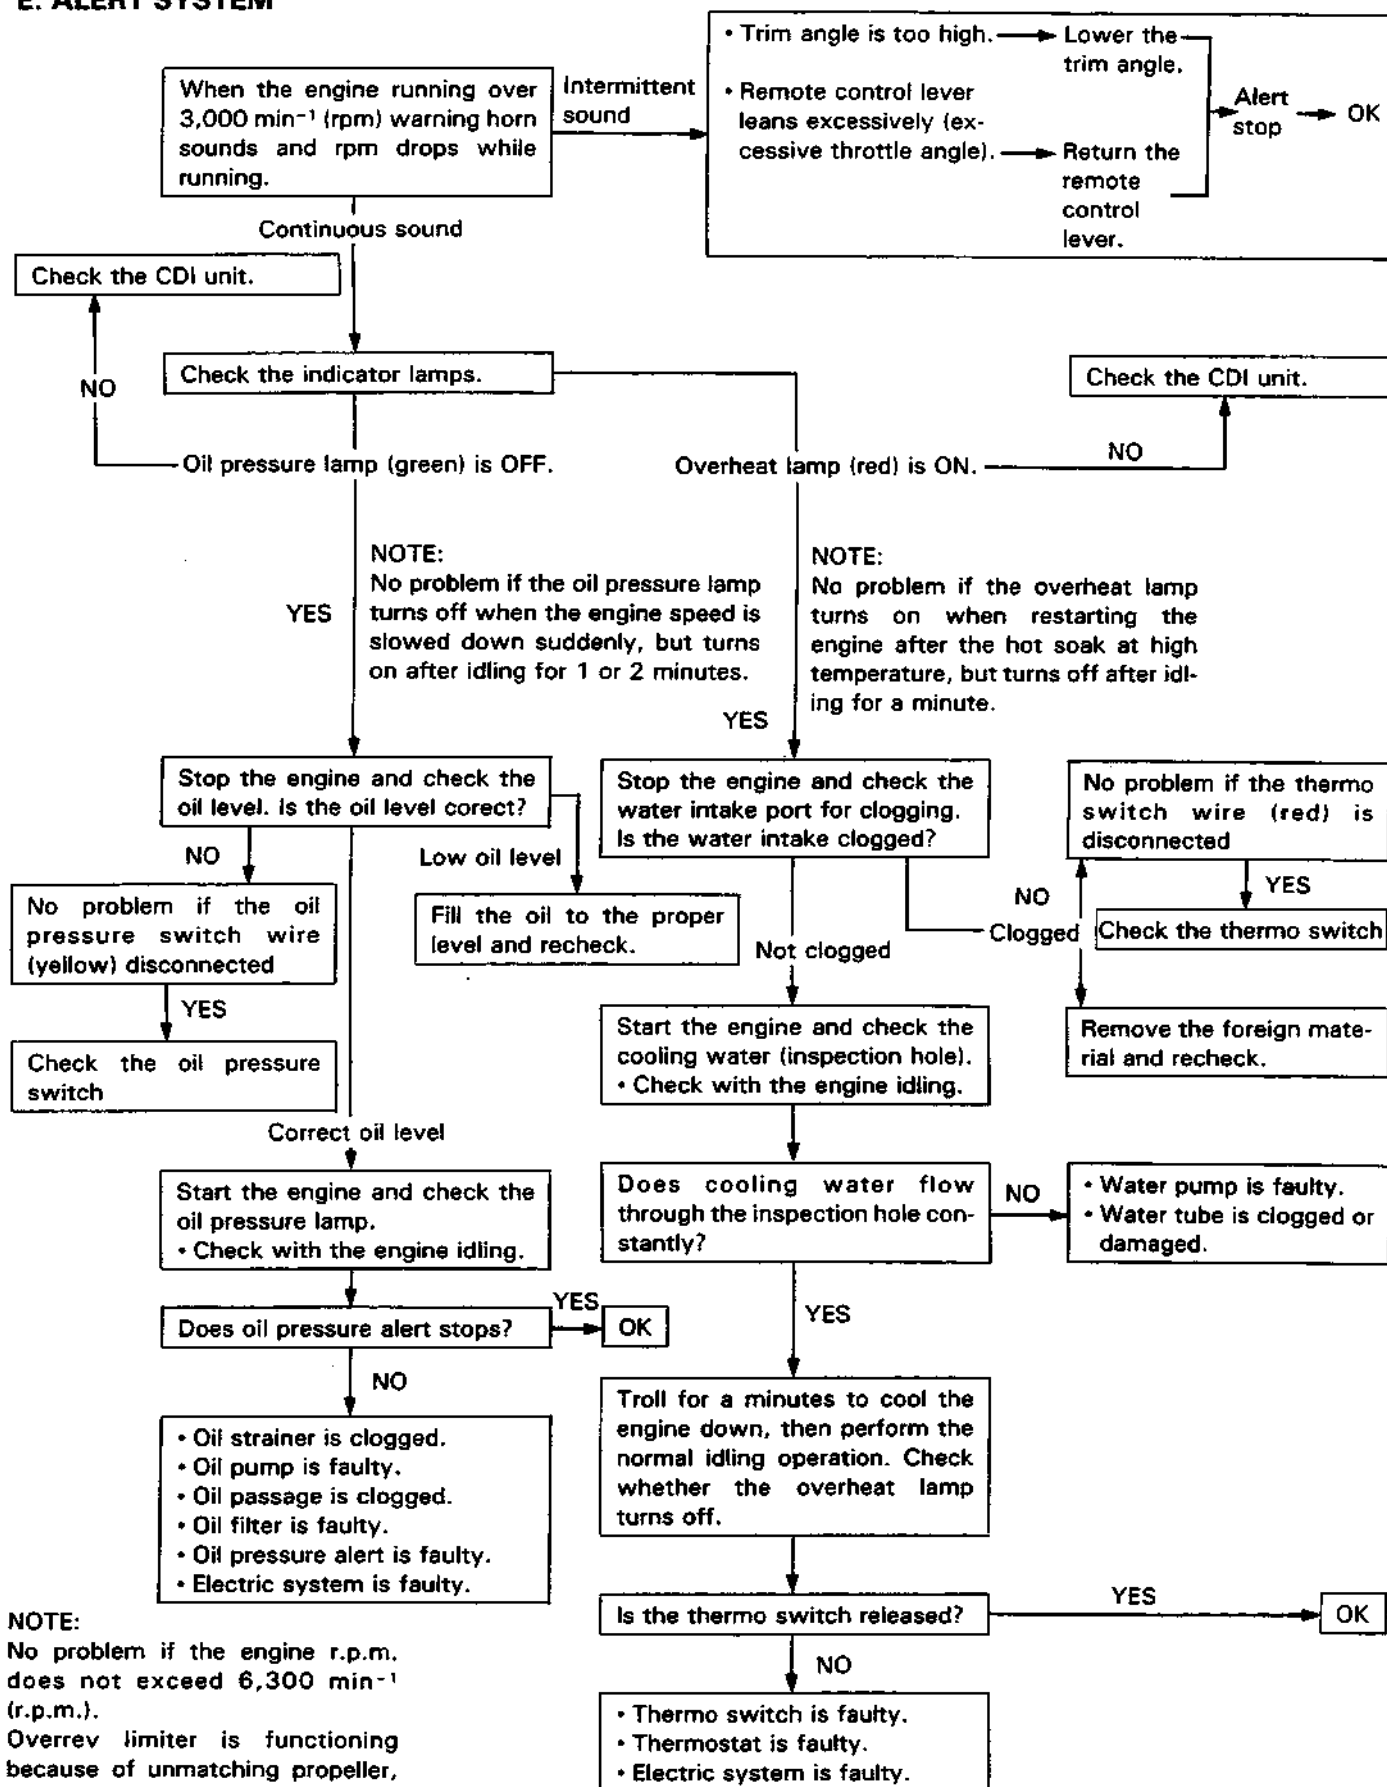 E. ALERT SYSTEM
When the engine running over
3,000 min⁻¹ (rpm) warning horn
sounds and rpm drops while
running.
Intermittent
sound
• Trim angle is too high.
Lower the
trim angle.
• Remote control lever
leans excessively (ex-
cessive throttle angle).
Return the
remote
control
lever.
Alert
stop
OK
Continuous sound
Check the CDI unit.
NO
Check the indicator lamps.
Check the CDI unit.
NO
Oil pressure lamp (green) is OFF.
Overheat lamp (red) is ON.
YES
NOTE:
No problem if the oil pressure lamp
turns off when the engine speed is
slowed down suddenly, but turns
on after idling for 1 or 2 minutes.
NOTE:
No problem if the overheat lamp
turns on when restarting the
engine after the hot soak at high
temperature, but turns off after idl-
ing for a minute.
YES
Stop the engine and check the
oil level. Is the oil level corect?
NO
Low oil level
No problem if the oil
pressure switch wire
(yellow) disconnected
YES
Check the oil pressure
switch
Fill the oil to the proper
level and recheck.
Stop the engine and check the
water intake port for clogging.
Is the water intake clogged?
Not clogged
NO
Clogged
No problem if the thermo
switch wire (red) is
disconnected
YES
Check the thermo switch
Remove the foreign mate-
rial and recheck.
Start the engine and check the
cooling water (inspection hole).
• Check with the engine idling.
Correct oil level
Start the engine and check the
oil pressure lamp.
• Check with the engine idling.
Does cooling water flow
through the inspection hole con-
stantly?
NO
• Water pump is faulty.
• Water tube is clogged or
damaged.
Does oil pressure alert stops?
YES
OK
NO
YES
• Oil strainer is clogged.
• Oil pump is faulty.
• Oil passage is clogged.
• Oil filter is faulty.
• Oil pressure alert is faulty.
• Electric system is faulty.
Troll for a minutes to cool the
engine down, then perform the
normal idling operation. Check
whether the overheat lamp
turns off.
Is the thermo switch released?
YES
OK
NO
• Thermo switch is faulty.
• Thermostat is faulty.
• Electric system is faulty.
NOTE:
No problem if the engine r.p.m.
does not exceed 6,300 min⁻¹
(r.p.m.).
Overrev limiter is functioning
because of unmatching propeller,